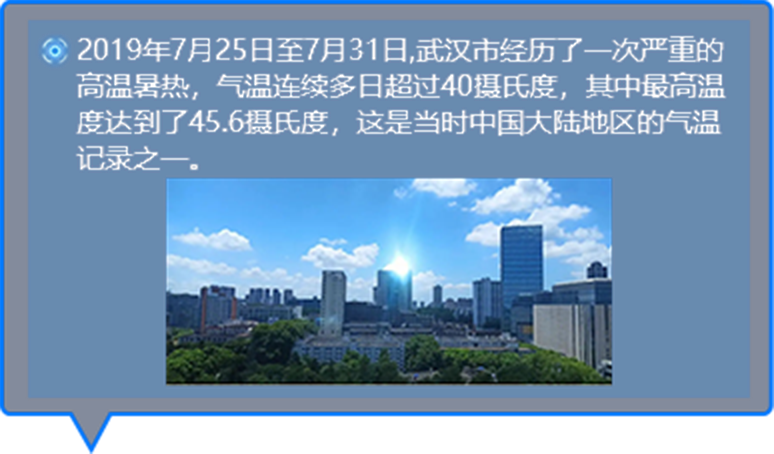 2019年7月25日至7月31日,武汉市经历了一次严重的
高温暑热，气温连续多日超过40摄氏度，其中最高温
度达到了45.6摄氏度，这是当时中国大陆地区的气温
记录之一。